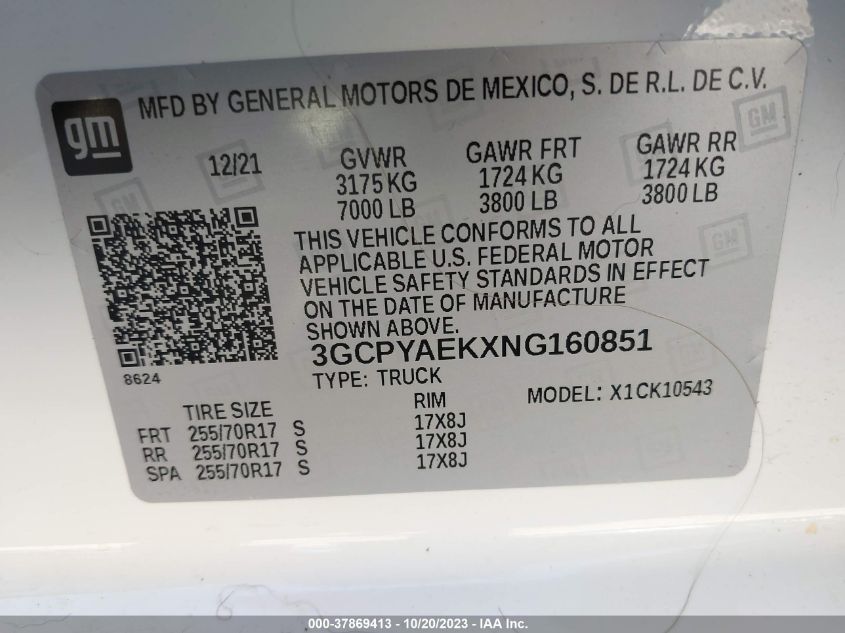 MFD BY GENERAL MOTORS DE MEXICO, S. DE R.L. DE C.V.
gm
12/21
GVWR GAWR FRT GAWR RR
3175 KG 1724 KG 1724 KG
7000 LB 3800 LB 3800 LB
THIS VEHICLE CONFORMS TO ALL
APPLICABLE U.S. FEDERAL MOTOR
VEHICLE SAFETY STANDARDS IN EFFECT
ON THE DATE OF MANUFACTURE
SHOWN ABOVE.
3GCPYAEKXNG160851
8624
TYPE: TRUCK
MODEL: X1CK10543
TIRE SIZE RIM
FRT 255/70R17 S 17X8J
RR 255/70R17 S 17X8J
SPA 255/70R17 S 17X8J
000-37869413 - 10/20/2023 - IAAI Inc.